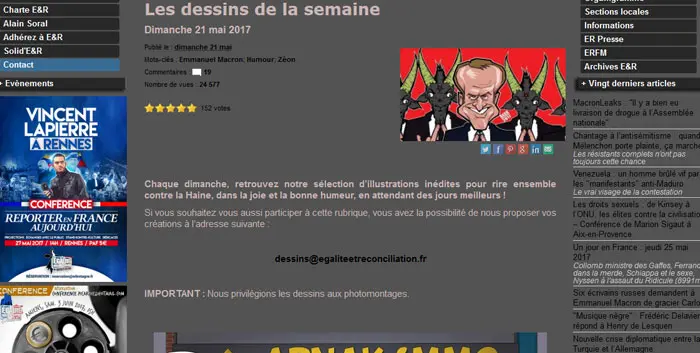 Charte E&R
Alain Soral
Adhérez à E&R
Solid'E&R
Contact
+ Evénements
VINCENT
LAPIERRE
À RENNES
CONFÉRENCE
REPORTER EN FRANCE
AUJOURD'HUI
27 MAI 2017 / 14H / RENNES / PAF 5€
CONFERENCE
Les dessins de la semaine
Dimanche 21 mai 2017
Publié le : dimanche 21 mai
Mots-clés : Emmanuel Macron; Humour; Zéon
Commentaires : 19
Nombre de vues : 24 577
152 votes
Chaque dimanche, retrouvez notre sélection d'illustrations inédites pour rire ensemble
contre la Haine, dans la joie et la bonne humeur, en attendant des jours meilleurs !
Si vous souhaitez vous aussi participer à cette rubrique, vous avez la possibilité de nous proposer vos
créations à l'adresse suivante :
dessins@egaliteetreconciliation.fr
IMPORTANT : Nous privilégions les dessins aux photomontages.
Organigramme
Sections locales
Informations
ER Presse
ERFM
Archives E&R
+ Vingt derniers articles
MacronLeaks : "Il y a bien eu
livraison de drogue à l'Assemblée
nationale"
Chantage à l'antisémitisme : quand
Mélenchon porte plainte, ça marche
Les résistants complets n'ont pas
toujours cette chance
Venezuela : un homme brûlé vif par
les "manifestants" anti-Maduro
Le vrai visage de la contestation
Les droits sexuels : de Kinsey à
l'ONU, les élites contre la civilisation
– Conférence de Marion Sigaut à
Aix-en-Provence
Un jour en France : jeudi 25 mai
2017
Collomb ministre des Gaffes, Ferrand
dans la merde, Schiappa et le sexe,
Nyssen à l'assaut du Ridicule (8991m
Six écrivains russes demandent à
Emmanuel Macron de gracier Carlos
"Musique nègre" : Frédéric Delavier
répond à Henry de Lesquen
Nouvelle crise diplomatique entre la
Turquie et l'Allemagne